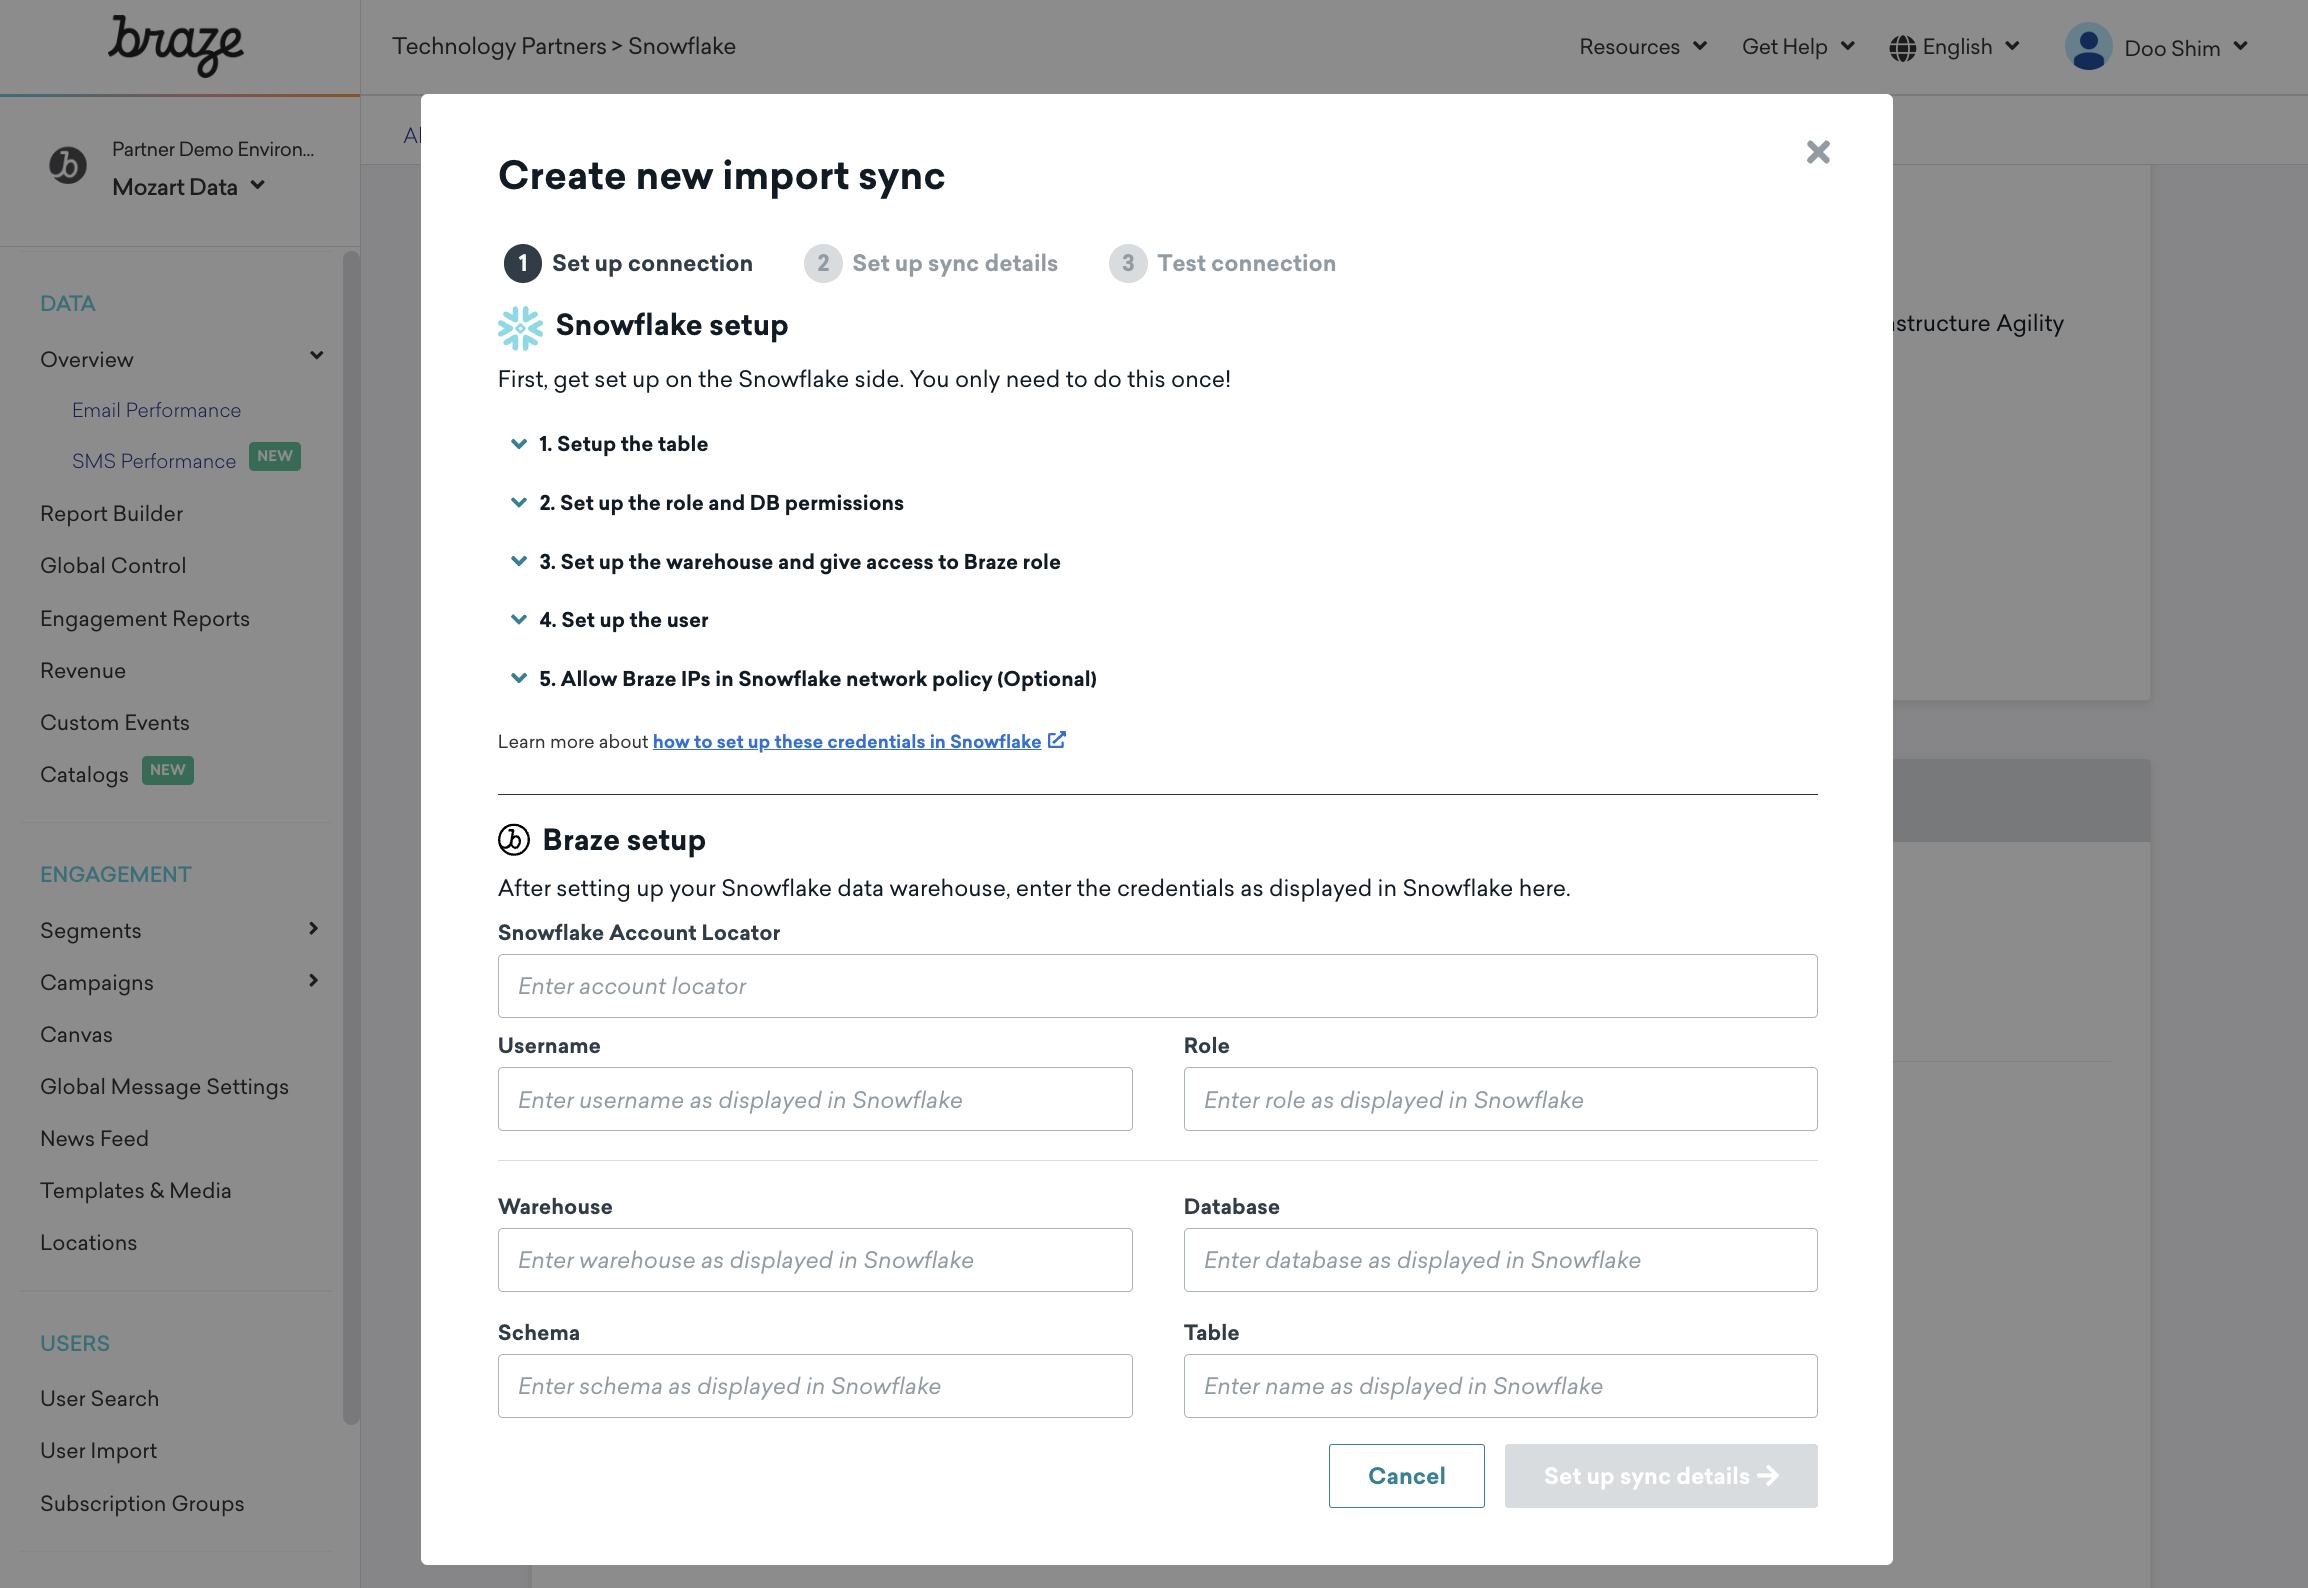 braze
Technology Partners > Snowflake
Resources
Get Help
English
Doo Shim
Partner Demo Environ...
Mozart Data
DATA
Overview
Email Performance
SMS Performance NEW
Report Builder
Global Control
Engagement Reports
Revenue
Custom Events
Catalogs NEW
ENGAGEMENT
Segments
Campaigns
Canvas
Global Message Settings
News Feed
Templates & Media
Locations
USERS
User Search
User Import
Subscription Groups
Create new import sync
1 Set up connection
2 Set up sync details
3 Test connection
Snowflake setup
First, get set up on the Snowflake side. You only need to do this once!
1. Setup the table
2. Set up the role and DB permissions
3. Set up the warehouse and give access to Braze role
4. Set up the user
5. Allow Braze IPs in Snowflake network policy (Optional)
Learn more about how to set up these credentials in Snowflake
Braze setup
After setting up your Snowflake data warehouse, enter the credentials as displayed in Snowflake here.
Snowflake Account Locator
Enter account locator
Username
Enter username as displayed in Snowflake
Role
Enter role as displayed in Snowflake
Warehouse
Enter warehouse as displayed in Snowflake
Database
Enter database as displayed in Snowflake
Schema
Enter schema as displayed in Snowflake
Table
Enter name as displayed in Snowflake
Cancel
Set up sync details
Agility